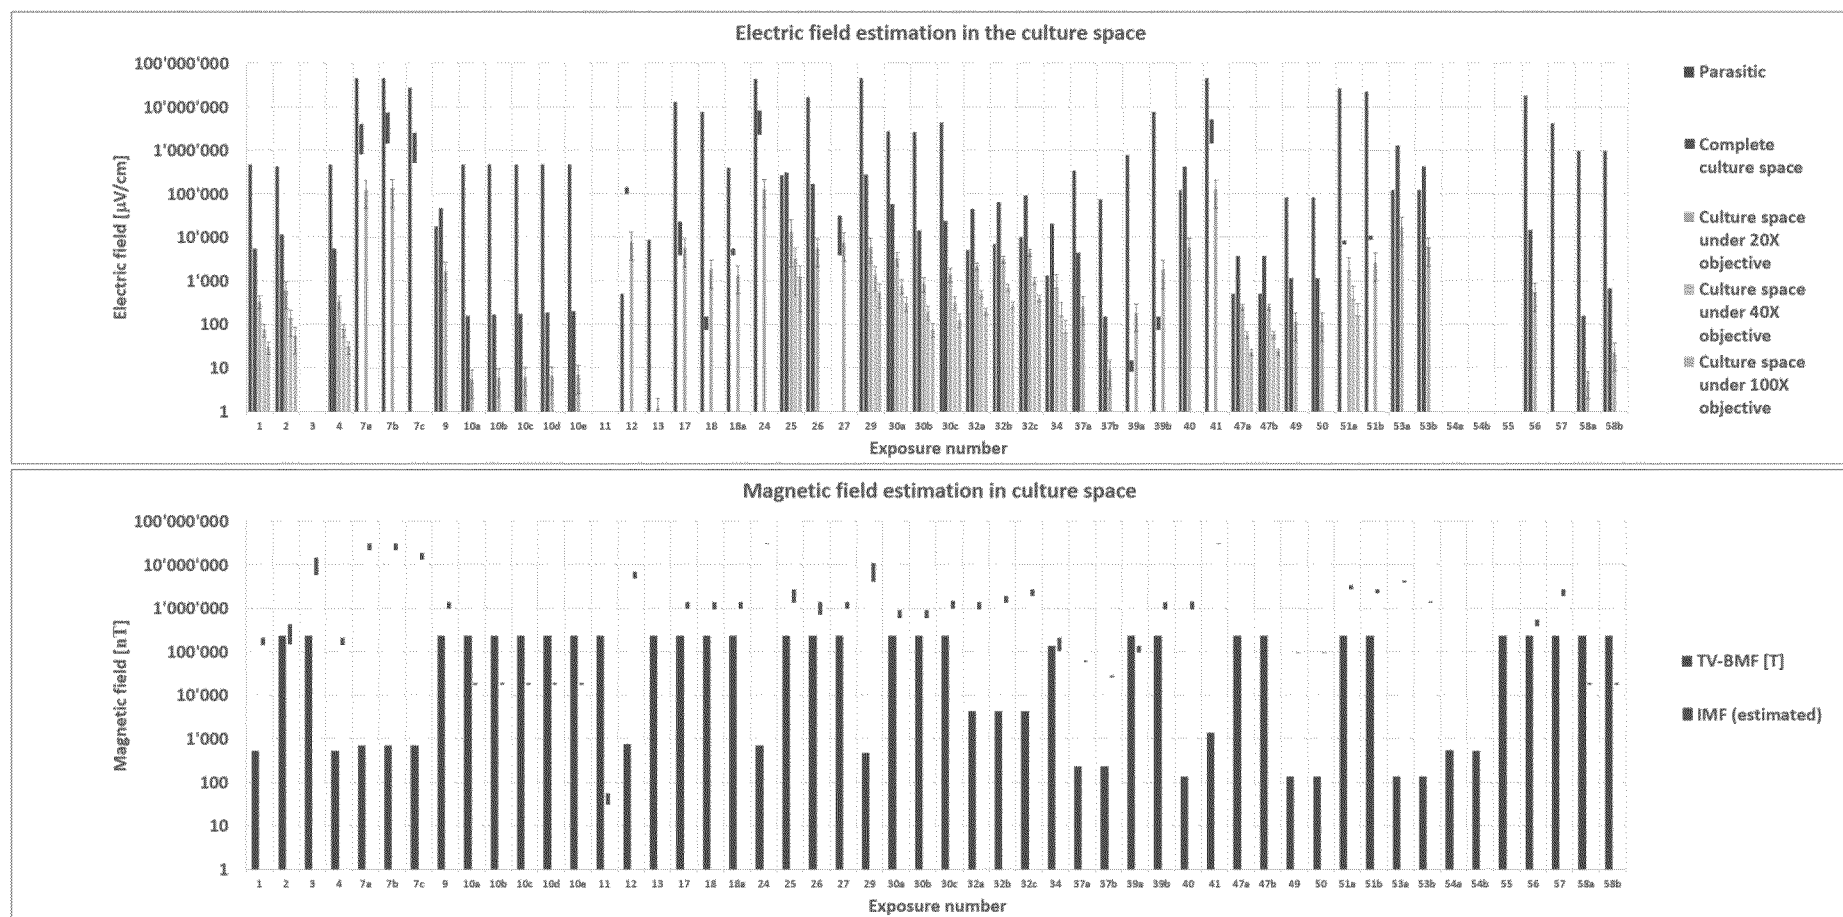 Electric field estimation in the culture space
100'000'000
10'000'000
1'000'000
100'000
10'000
1'000
100
10
1
Electric field [µV/cm]
1 2 3 4 7a 7b 7c 9 10a 10b 10c 10d 10e 11 12 13 17 18 18a 24 25 26 27 29 30a 30b 30c 32a 32b 32c 34 37a 37b 39a 39b 40 41 47a 47b 49 50 51a 51b 53a 53b 54a 54b 55 56 57 58a 58b
Exposure number
Parasitic
Complete
culture space
Culture space
under 20X
objective
Culture space
under 40X
objective
Culture space
under 100X
objective
Magnetic field estimation in culture space
100'000'000
10'000'000
1'000'000
100'000
10'000
1'000
100
10
1
Magnetic field [nT]
1 2 3 4 7a 7b 7c 9 10a 10b 10c 10d 10e 11 12 13 17 18 18a 24 25 26 27 29 30a 30b 30c 32a 32b 32c 34 37a 37b 39a 39b 40 41 47a 47b 49 50 51a 51b 53a 53b 54a 54b 55 56 57 58a 58b
Exposure number
TV-BMF [T]
IMF (estimated)